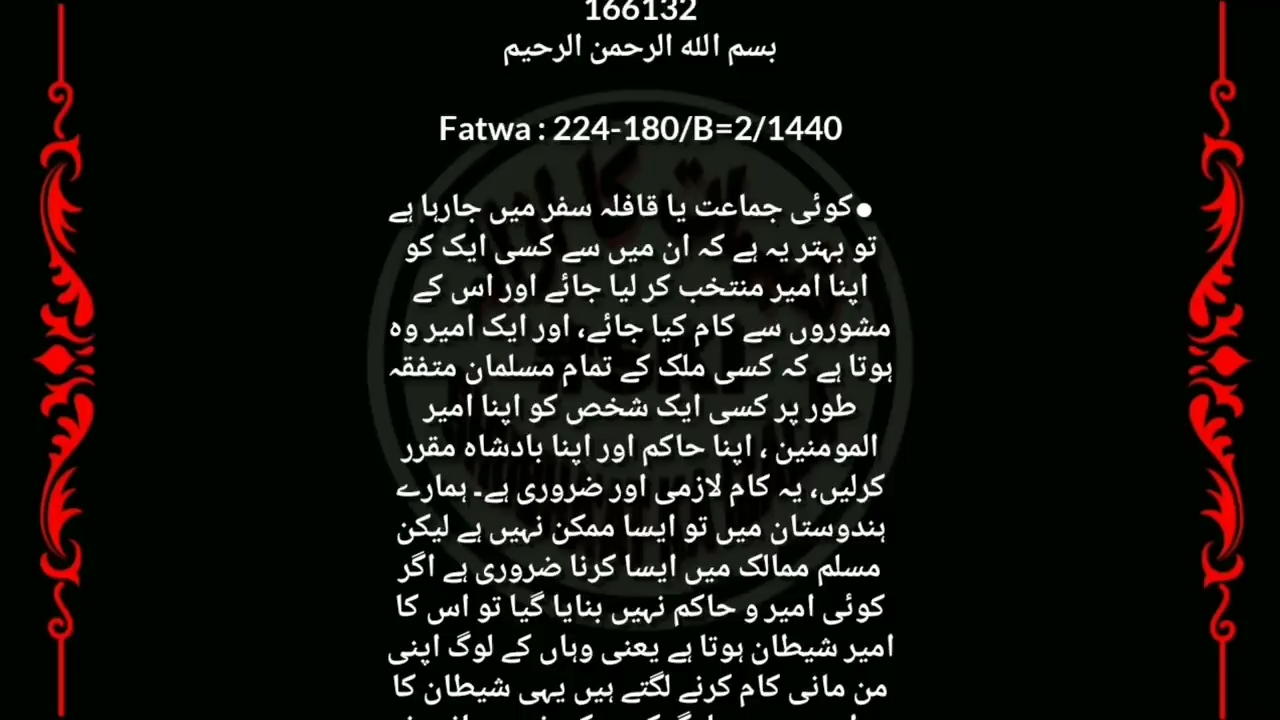 166132
بسم الله الرحمن الرحيم
Fatwa : 224-180/B=2/1440
●کوئی جماعت یا قافلہ سفر میں جارہا ہے
تو بہتر یہ ہے کہ ان میں سے کسی ایک کو
اپنا امیر منتخب کر لیا جائے اور اس کے
مشوروں سے کام کیا جائے، اور ایک امیر وہ
ہوتا ہے کہ کسی ملک کے تمام مسلمان متفقہ
طور پر کسی ایک شخص کو اپنا امیر
المومنین ، اپنا حاکم اور اپنا بادشاہ مقرر
کرلیں، یہ کام لازمی اور ضروری ہے۔ ہمارے
ہندوستان میں تو ایسا ممکن نہیں ہے لیکن
مسلم ممالک میں ایسا کرنا ضروری ہے اگر
کوئی امیر و حاکم نہیں بنایا گیا تو اس کا
امیر شیطان ہوتا ہے یعنی وہاں کے لوگ اپنی
من مانی کام کرنے لگتے ہیں یہی شیطان کا